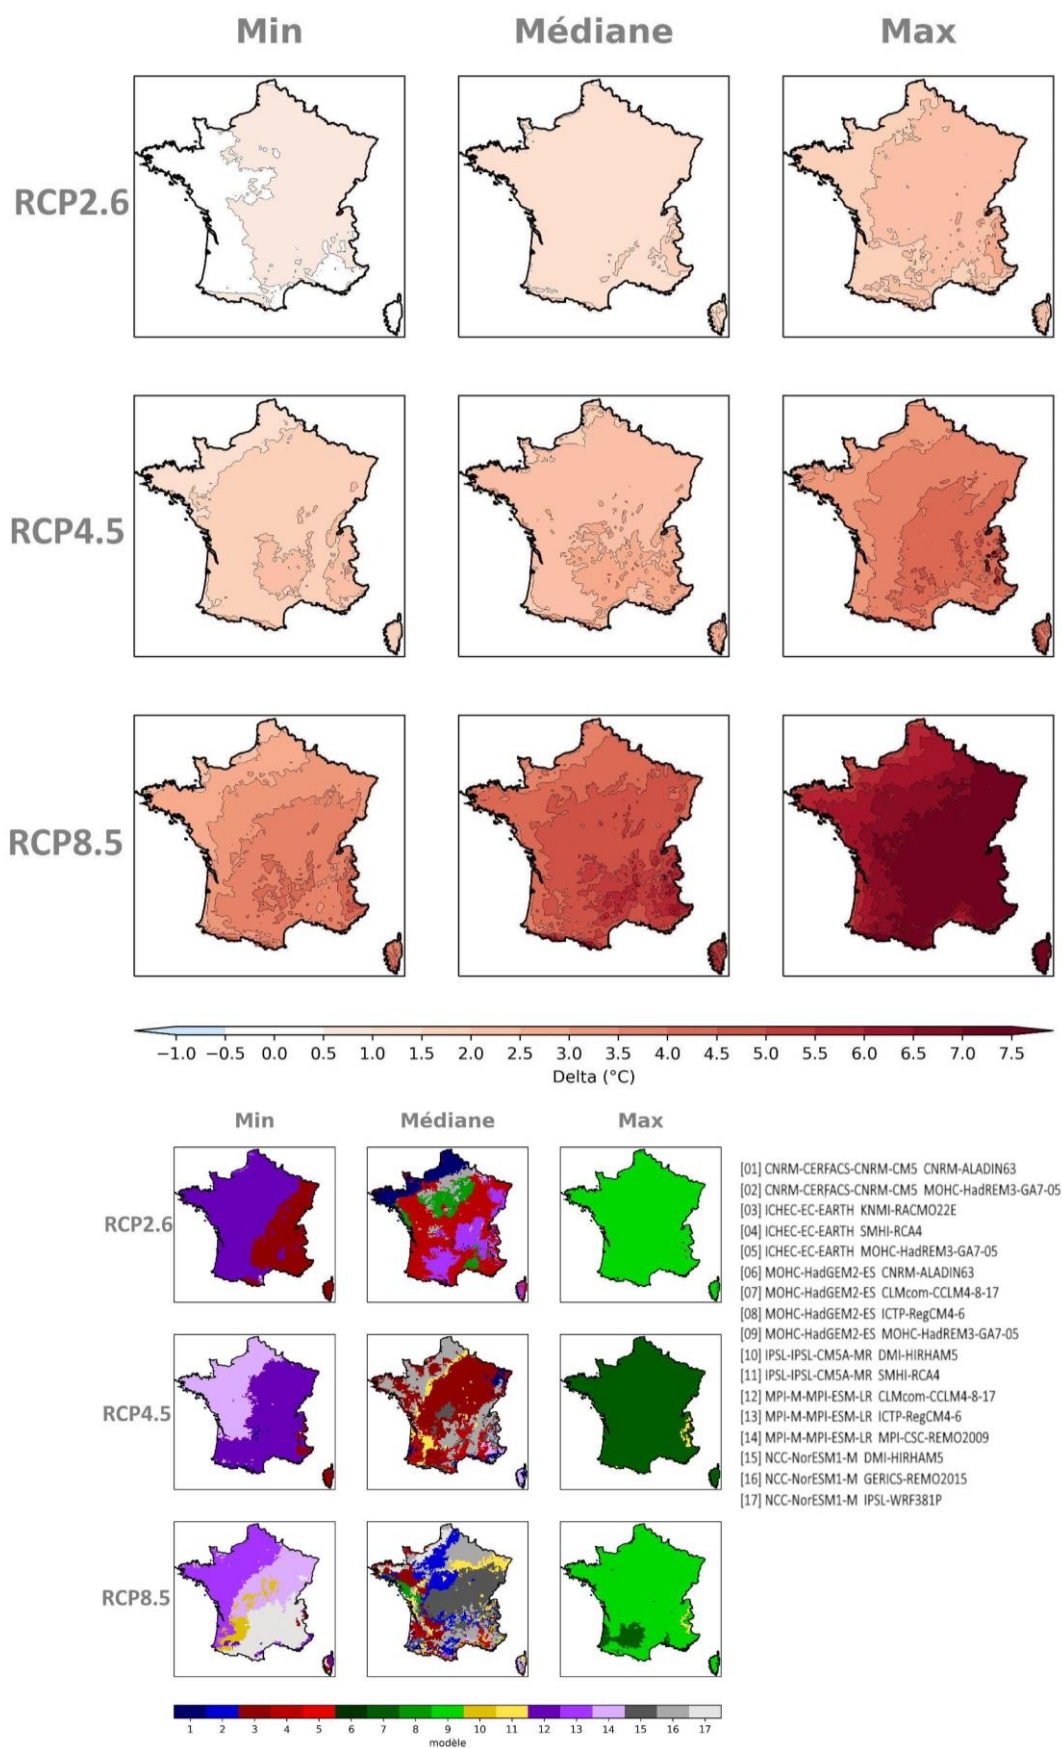 Min Médiane Max
RCP2.6
RCP4.5
RCP8.5
−1.0 −0.5 0.0 0.5 1.0 1.5 2.0 2.5 3.0 3.5 4.0 4.5 5.0 5.5 6.0 6.5 7.0 7.5
Delta (°C)
Min Médiane Max
RCP2.6
RCP4.5
RCP8.5
[01] CNRM-CERFACS-CNRM-CM5 CNRM-ALADIN63
[02] CNRM-CERFACS-CNRM-CM5 MOHC-HadREM3-GA7-05
[03] ICHEC-EC-EARTH KNMI-RACMO22E
[04] ICHEC-EC-EARTH SMHI-RCA4
[05] ICHEC-EC-EARTH MOHC-HadREM3-GA7-05
[06] MOHC-HadGEM2-ES CNRM-ALADIN63
[07] MOHC-HadGEM2-ES CLMcom-CCLM4-8-17
[08] MOHC-HadGEM2-ES ICTP-RegCM4-6
[09] MOHC-HadGEM2-ES MOHC-HadREM3-GA7-05
[10] IPSL-IPSL-CM5A-MR DMI-HIRHAM5
[11] IPSL-IPSL-CM5A-MR SMHI-RCA4
[12] MPI-M-MPI-ESM-LR CLMcom-CCLM4-8-17
[13] MPI-M-MPI-ESM-LR ICTP-RegCM4-6
[14] MPI-M-MPI-ESM-LR MPI-CSC-REMO2009
[15] NCC-NorESM1-M DMI-HIRHAM5
[16] NCC-NorESM1-M GERICS-REMO2015
[17] NCC-NorESM1-M IPSL-WRF381P
1 2 3 4 5 6 7 8 9 10 11 12 13 14 15 16 17
modèle